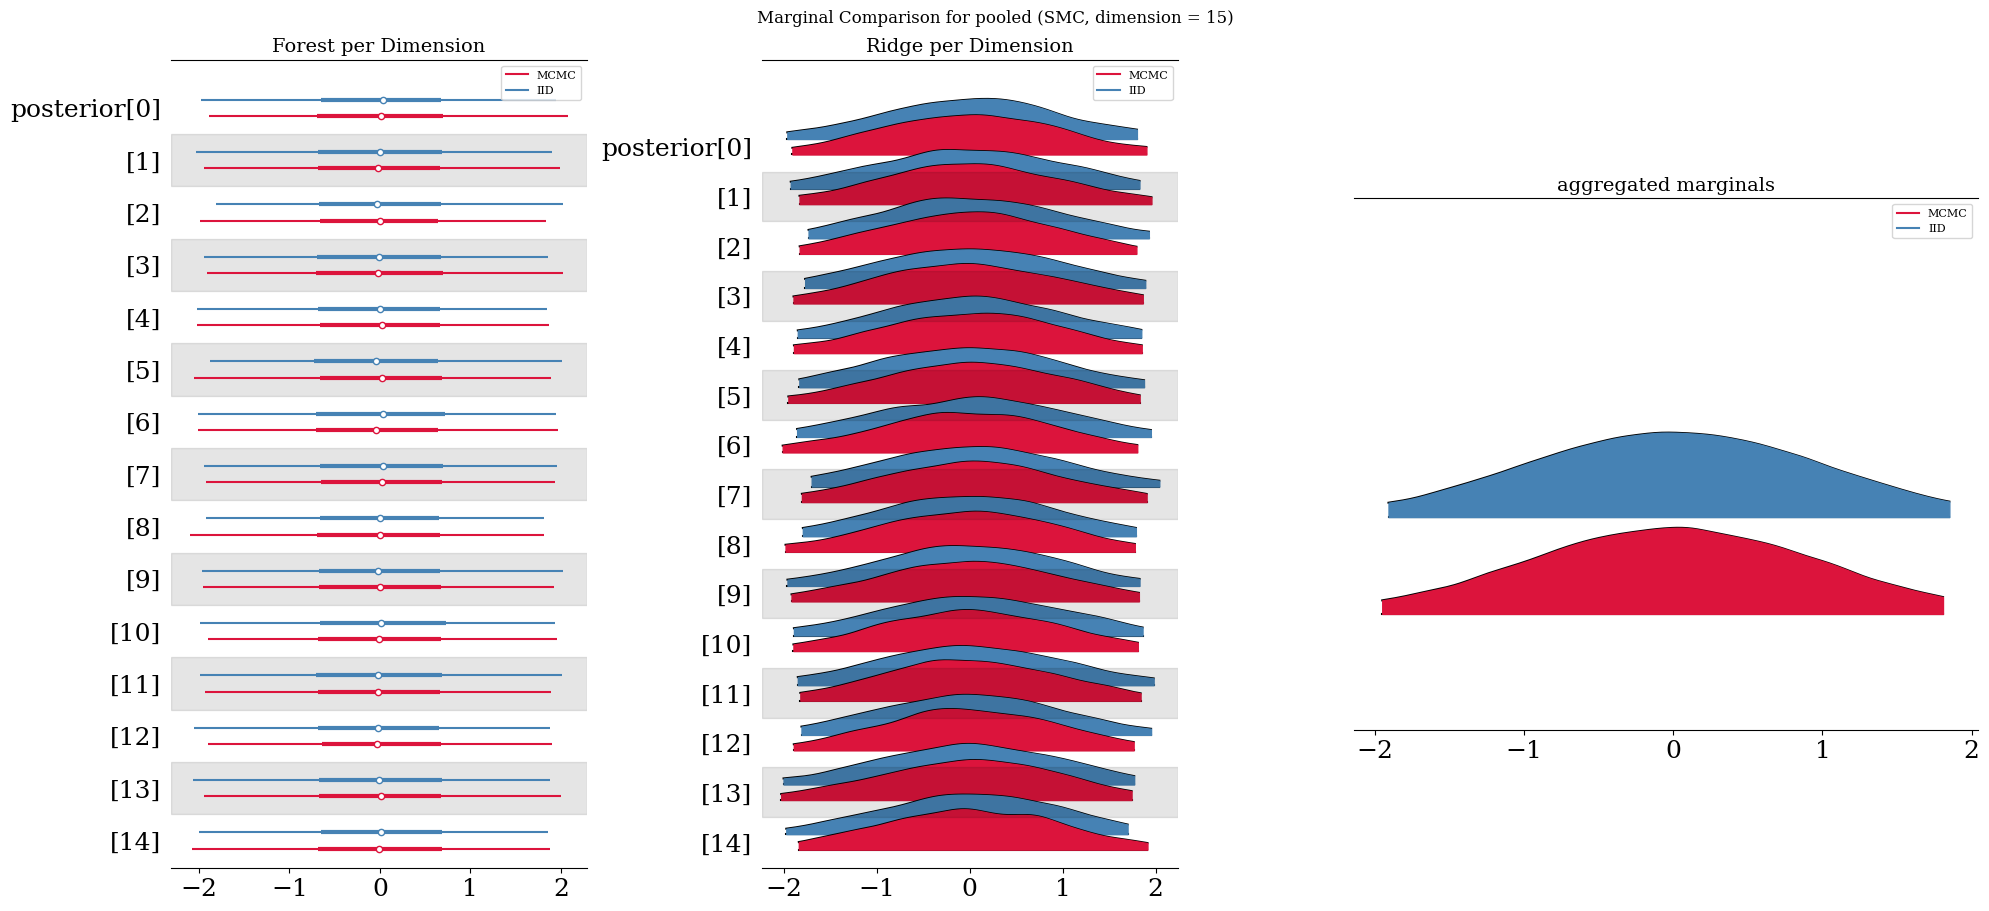 Marginal Comparison for pooled (SMC, dimension = 15)
Forest per Dimension
MCMC
IID
posterior[0]
[1]
[2]
[3]
[4]
[5]
[6]
[7]
[8]
[9]
[10]
[11]
[12]
[13]
[14]
−2 −1 0 1 2
Ridge per Dimension
MCMC
IID
posterior[0]
[1]
[2]
[3]
[4]
[5]
[6]
[7]
[8]
[9]
[10]
[11]
[12]
[13]
[14]
−2 −1 0 1 2
aggregated marginals
MCMC
IID
−2 −1 0 1 2